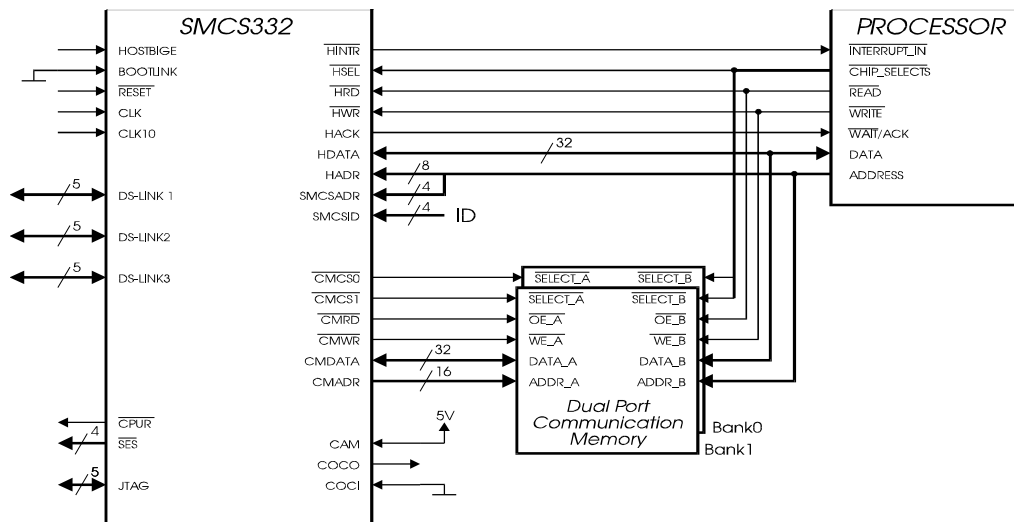 SMCS332
PROCESSOR
HOSTBIGE
BOOTLINK
RESET
CLK
CLK10
5
DS-LINK 1
5
DS-LINK2
5
DS-LINK3
CPUR
4
SES
5
JTAG
HINTR
HSEL
HRD
HWR
HACK
HDATA
HADR
SMCSADR
SMCSID
32
8
4
4
ID
INTERRUPT_IN
CHIP_SELECTS
READ
WRITE
WAIT/ACK
DATA
ADDRESS
CMCS0
CMCS1
CMRD
CMWR
CMDATA
CMADR
32
16
SELECT_A SELECT_B
SELECT_A SELECT_B
OE_A OE_B
WE_A WE_B
DATA_A DATA_B
ADDR_A ADDR_B
Dual Port
Communication
Memory
Bank0
Bank1
5V
CAM
COCO
COCI